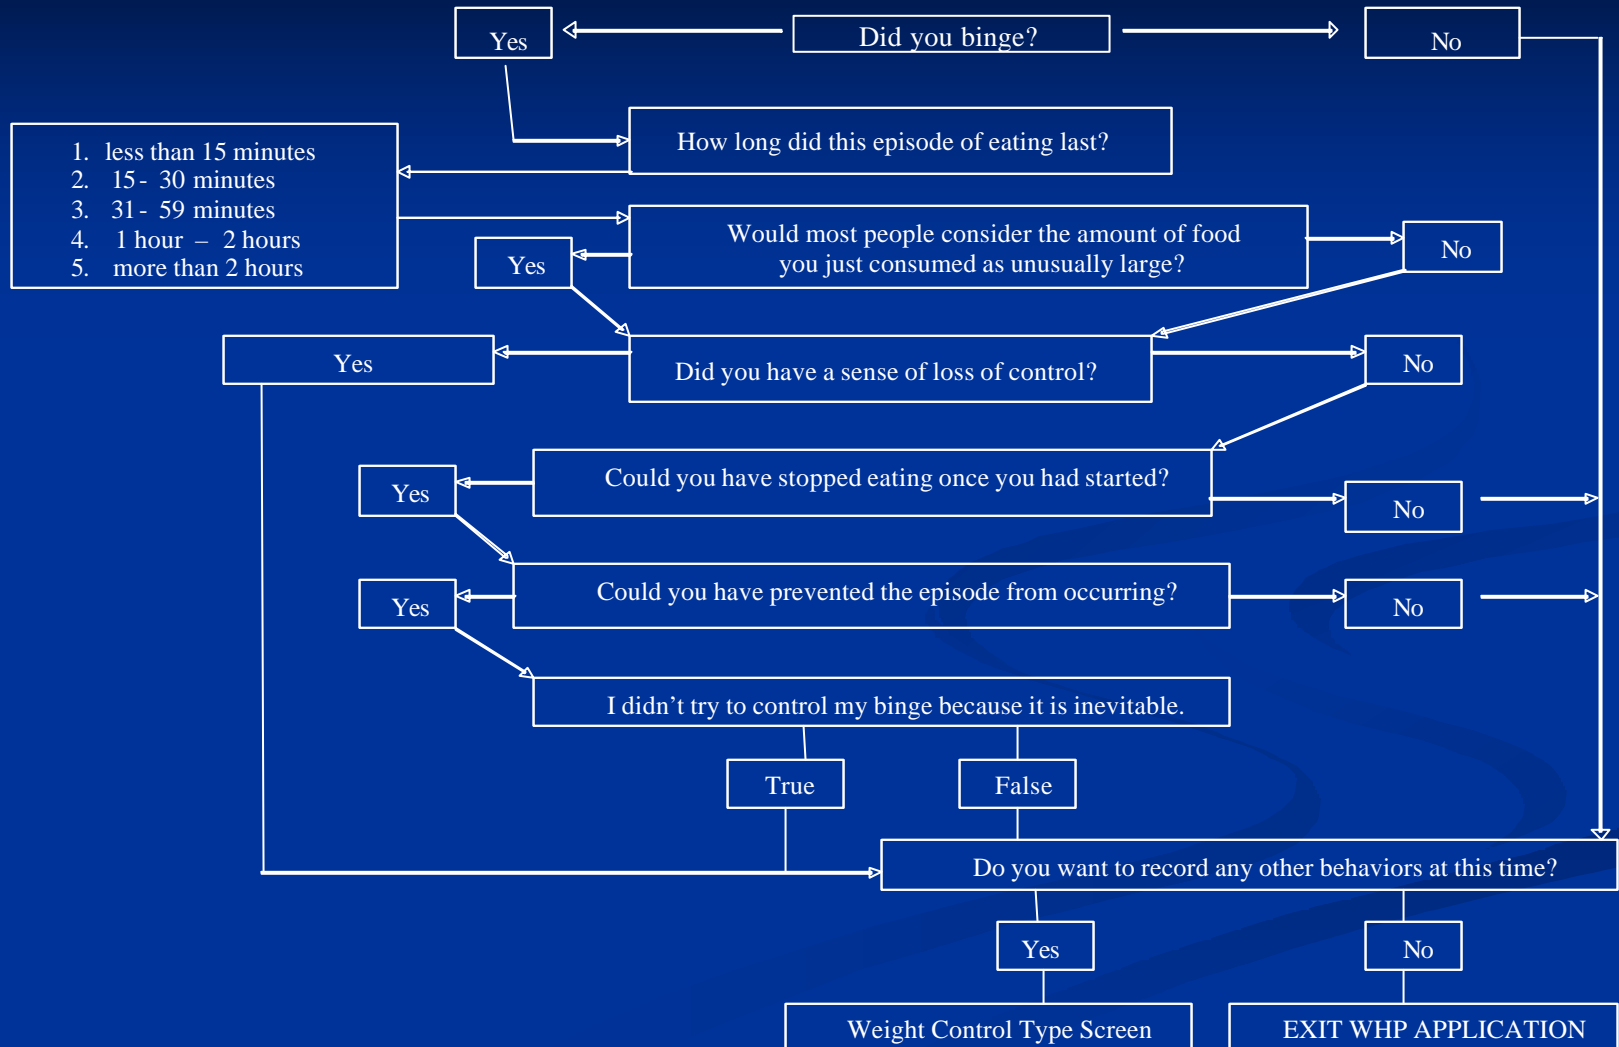 Did you binge?
Yes
No
How long did this episode of eating last?
1. less than 15 minutes
2. 15 - 30 minutes
3. 31 - 59 minutes
4. 1 hour – 2 hours
5. more than 2 hours
Would most people consider the amount of food
you just consumed as unusually large?
Yes
No
Did you have a sense of loss of control?
Yes
No
Could you have stopped eating once you had started?
Yes
No
Could you have prevented the episode from occurring?
Yes
No
I didn’t try to control my binge because it is inevitable.
True
False
Do you want to record any other behaviors at this time?
Yes
No
Weight Control Type Screen
EXIT WHP APPLICATION